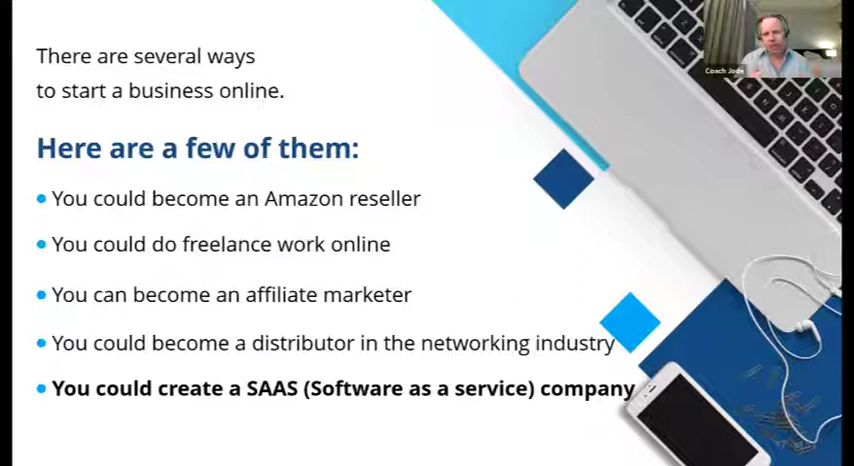 There are several ways
to start a business online.
Here are a few of them:
You could become an Amazon reseller
You could do freelance work online
You can become an affiliate marketer
You could become a distributor in the networking industry
You could create a SAAS (Software as a service) company
Coach Jode